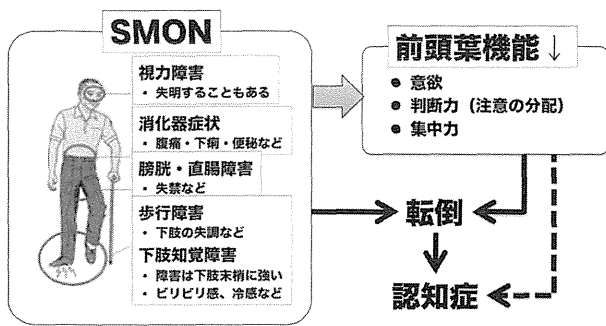 SMON
視力障害
・ 失明することもある
消化器症状
・ 腹痛・下痢・便秘など
膀胱・直腸障害
・ 失禁など
歩行障害
・ 下肢の失調など
下肢知覚障害
・ 障害は下肢末梢に強い
・ ビリビリ感、冷感など
前頭葉機能↓
● 意欲
● 判断力（注意の分配）
● 集中力
転倒
認知症